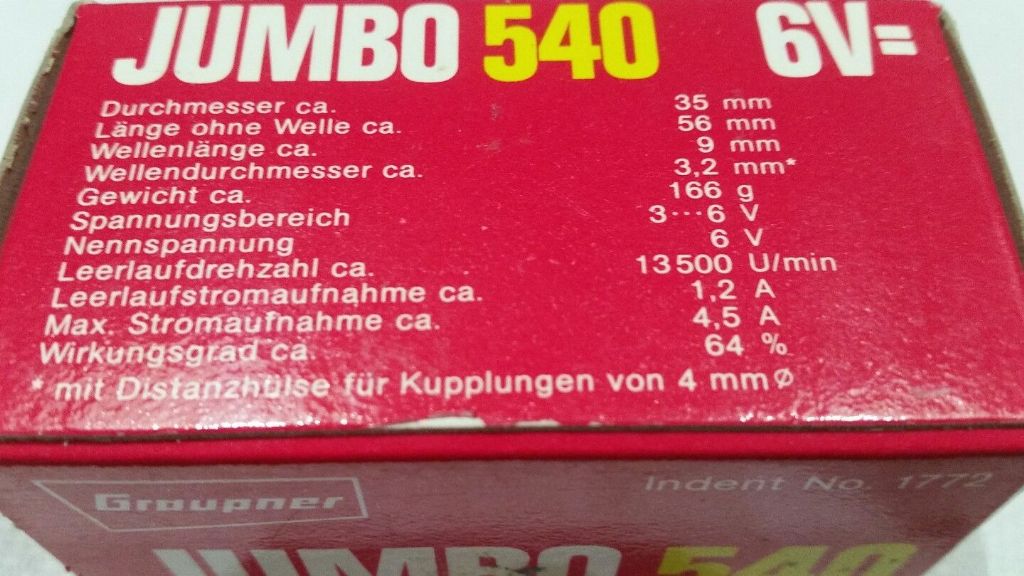 JUMBO 540 6V=
Durchmesser ca. 35 mm
Länge ohne Welle ca. 56 mm
Wellenlänge ca. 9 mm
Wellendurchmesser ca. 3,2 mm*
Gewicht ca. 166 g
Spannungsbereich 3···6 V
Nennspannung 6 V
Leerlaufdrehzahl ca. 13500 U/min
Leerlaufstromaufnahme ca. 1,2 A
Max. Stromaufnahme ca. 4,5 A
Wirkungsgrad ca. 64 %
* mit Distanzhülse für Kupplungen von 4 mm Ø
Graupner Indent No. 1772
JUMBO 540